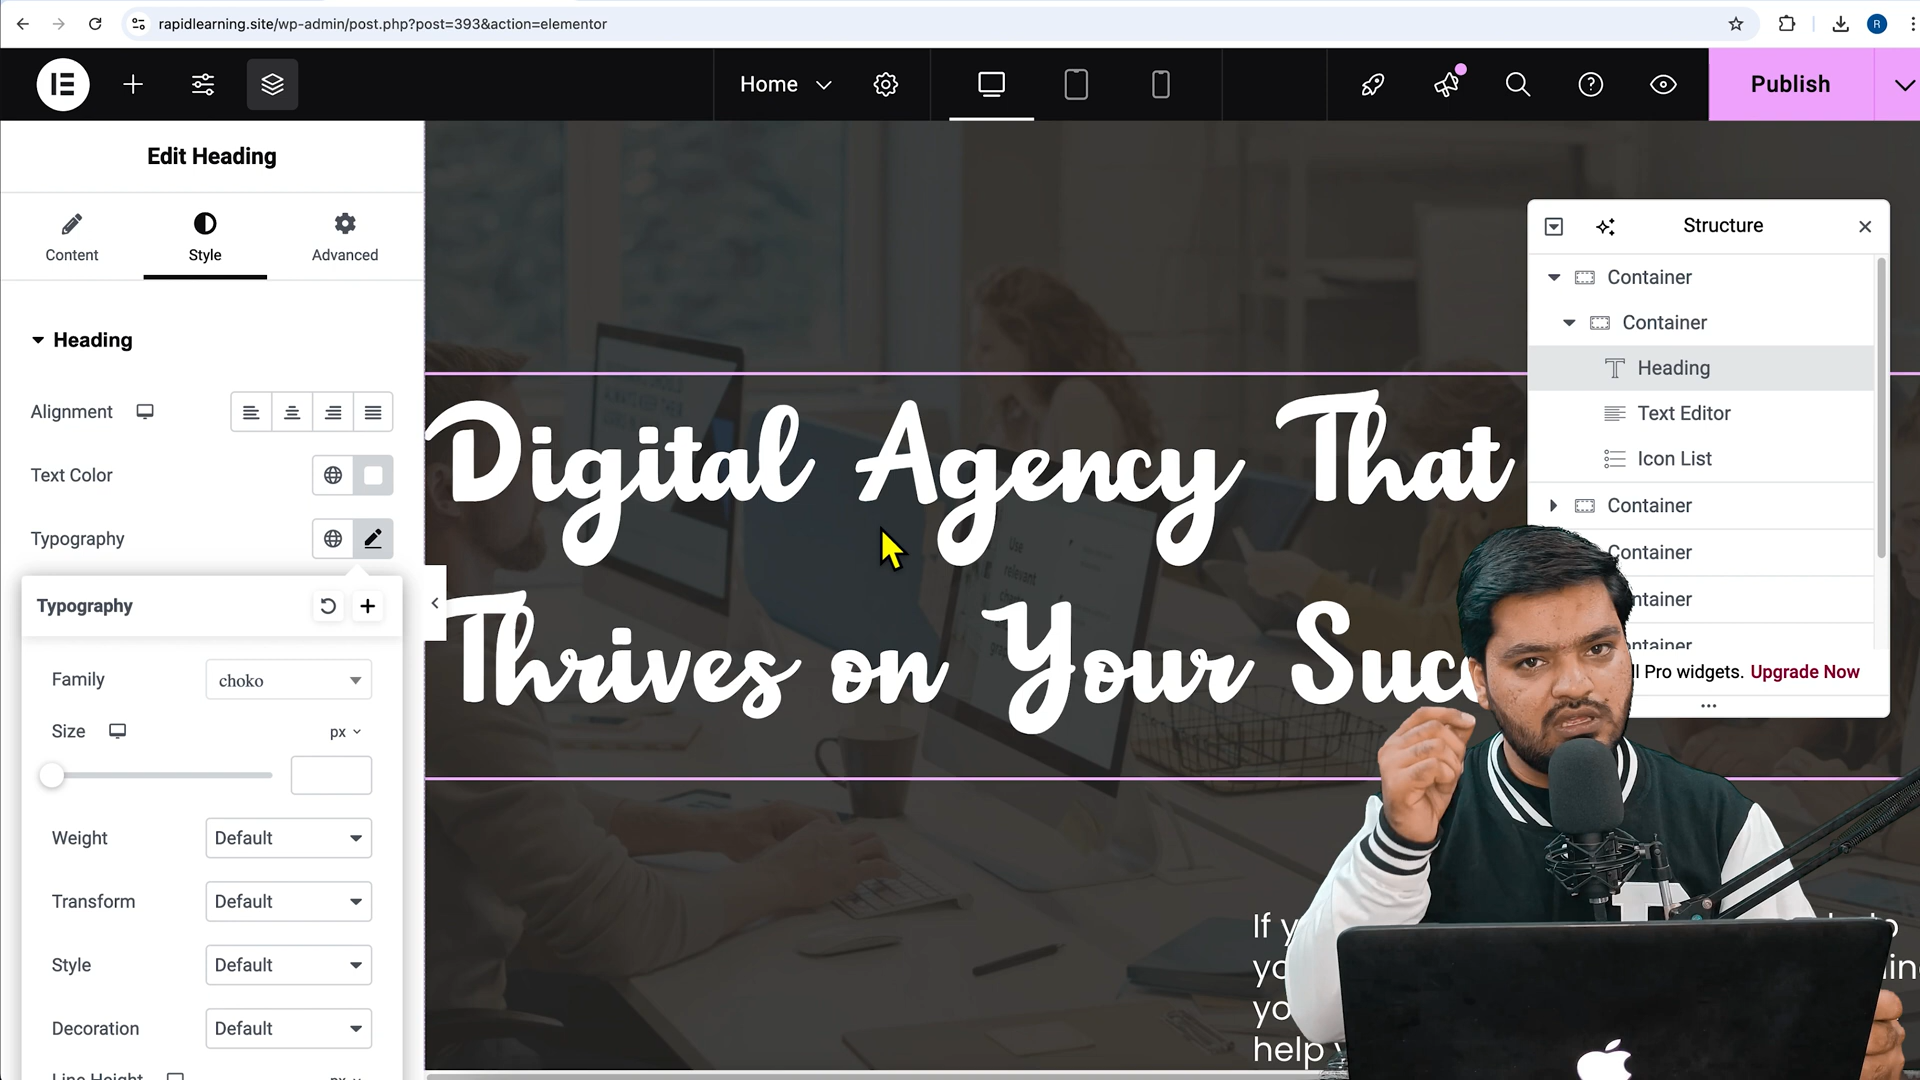 rapidlearning.site/wp-admin/post.php?post=393&action=elementor
R
Home
Publish
Edit Heading
Content
Style
Advanced
Heading
Alignment
Text Color
Typography
Typography
Family
choko
Size
px
Weight
Default
Transform
Default
Style
Default
Decoration
Default
Line Height
px
Digital Agency That
Thrives on Your
Structure
Container
Container
Heading
Text Editor
Icon List
Container
Container
Pro widgets. Upgrade Now
If
help